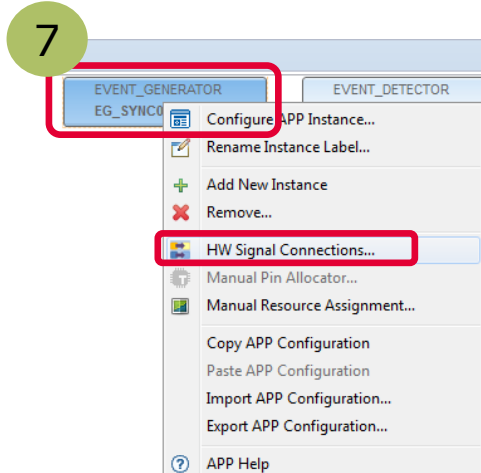 7
EVENT_GENERATOR
EVENT_DETECTOR
EG_SYNC0
Configure APP Instance...
Rename Instance Label...
Add New Instance
Remove...
HW Signal Connections...
Manual Pin Allocator...
Manual Resource Assignment...
Copy APP Configuration
Paste APP Configuration
Import APP Configuration...
Export APP Configuration...
APP Help